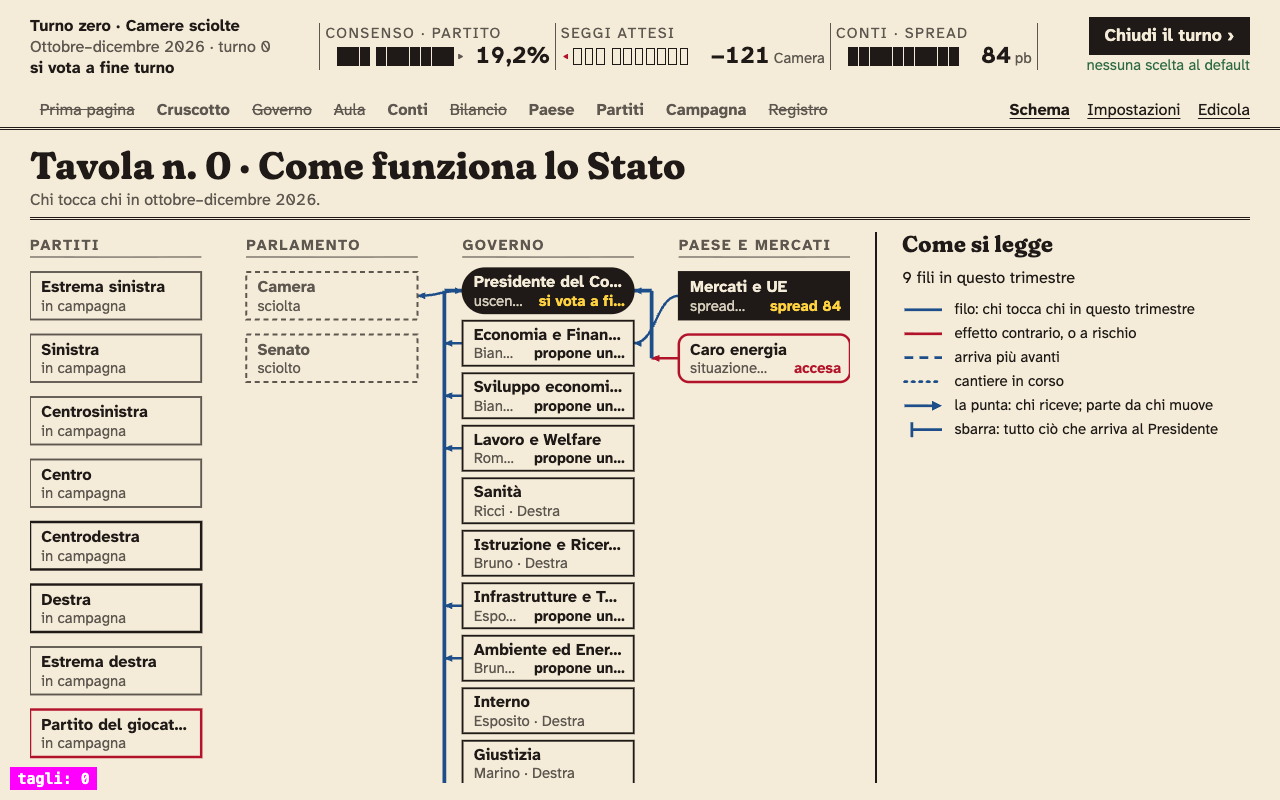 Turno zero · Camere sciolte
Ottobre–dicembre 2026 · turno 0
si vota a fine turno
CONSENSO · PARTITO
19,2%
SEGGI ATTESI
−121 Camera
CONTI · SPREAD
84 pb
Chiudi il turno ›
nessuna scelta al default
Prima pagina Cruscotto Governo Aula Conti Bilancio Paese Partiti Campagna Registro Schema Impostazioni Edicola
Tavola n. 0 · Come funziona lo Stato
Chi tocca chi in ottobre–dicembre 2026.
PARTITI
Estrema sinistra
in campagna
Sinistra
in campagna
Centrosinistra
in campagna
Centro
in campagna
Centrodestra
in campagna
Destra
in campagna
Estrema destra
in campagna
Partito del giocat...
in campagna
PARLAMENTO
Camera
sciolta
Senato
sciolto
GOVERNO
Presidente del Co...
uscen... si vota a fi...
Economia e Finan...
Bian... propone un...
Sviluppo economi...
Bian... propone un...
Lavoro e Welfare
Rom... propone un...
Sanità
Ricci · Destra
Istruzione e Ricer...
Bruno · Destra
Infrastrutture e T...
Espo... propone un...
Ambiente ed Ener...
Brun... propone un...
Interno
Esposito · Destra
Giustizia
Marino · Destra
PAESE E MERCATI
Mercati e UE
spread... spread 84
Caro energia
situazione... accesa
Come si legge
9 fili in questo trimestre
filo: chi tocca chi in questo trimestre
effetto contrario, o a rischio
arriva più avanti
cantiere in corso
la punta: chi riceve; parte da chi muove
sbarra: tutto ciò che arriva al Presidente
tagli: 0